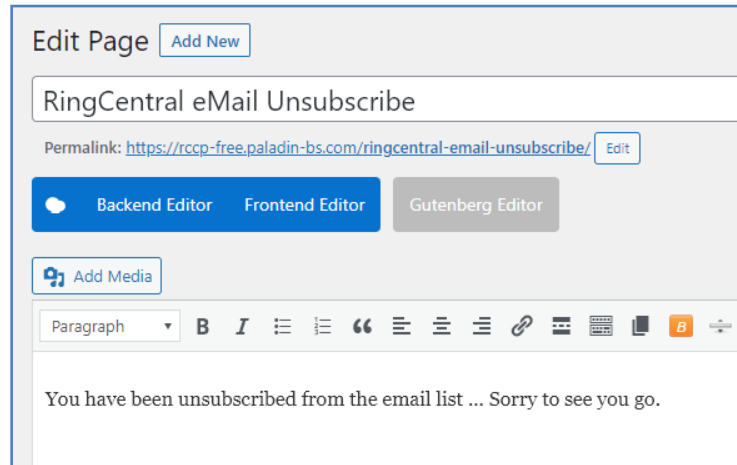 Edit Page Add New
RingCentral eMail Unsubscribe
Permalink: https://rccp-free.paladin-bs.com/ringcentral-email-unsubscribe/ Edit
Backend Editor Frontend Editor Gutenberg Editor
Add Media
Paragraph B I B
You have been unsubscribed from the email list ... Sorry to see you go.